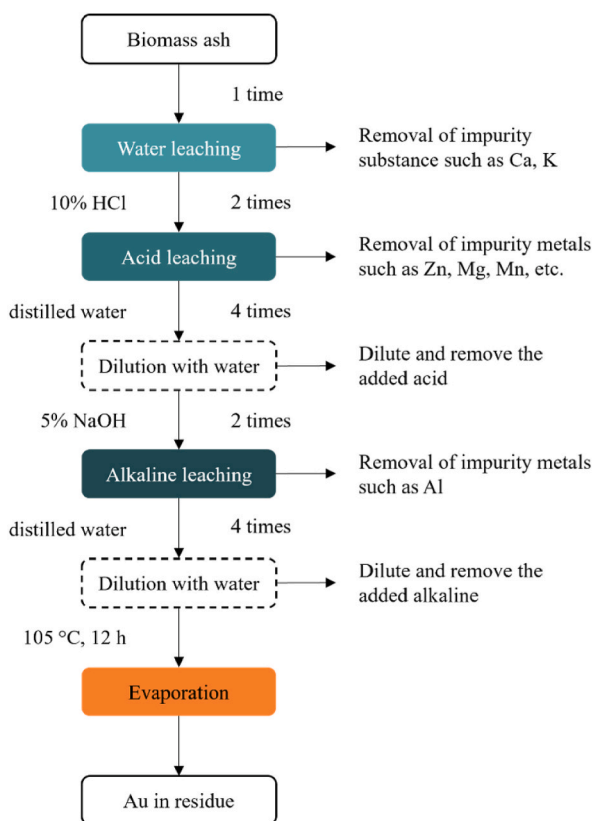 Biomass ash
1 time
Water leaching
Removal of impurity
substance such as Ca, K
10% HCl
2 times
Acid leaching
Removal of impurity metals
such as Zn, Mg, Mn, etc.
distilled water
4 times
Dilution with water
Dilute and remove the
added acid
5% NaOH
2 times
Alkaline leaching
Removal of impurity metals
such as Al
distilled water
4 times
Dilution with water
Dilute and remove the
added alkaline
105 °C, 12 h
Evaporation
Au in residue